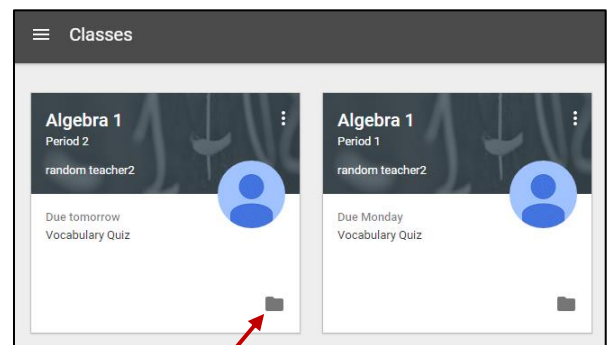 Classes
Algebra 1
Period 2
random teacher2
Due tomorrow
Vocabulary Quiz
Algebra 1
Period 1
random teacher2
Due Monday
Vocabulary Quiz